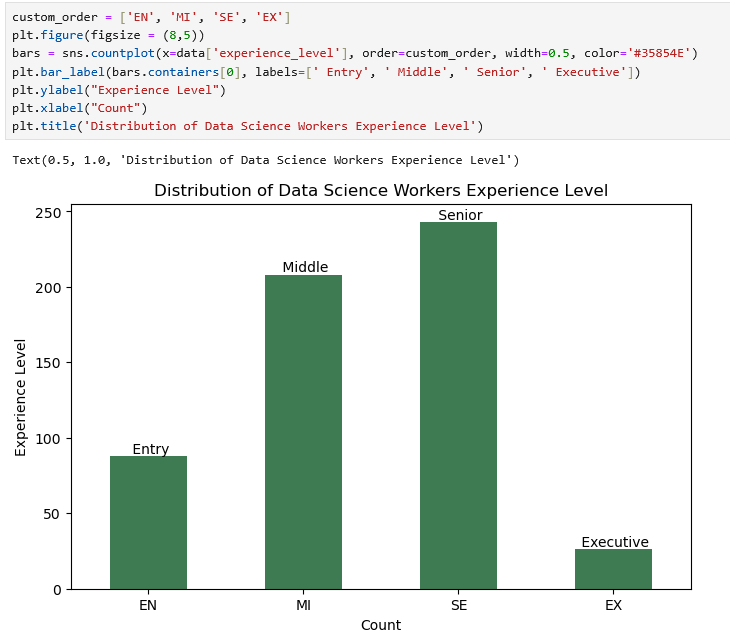 custom_order = ['EN', 'MI', 'SE', 'EX']
plt.figure(figsize = (8,5))
bars = sns.countplot(x=data['experience_level'], order=custom_order, width=0.5, color='#35854E')
plt.bar_label(bars.containers[0], labels=[' Entry', ' Middle', ' Senior', ' Executive'])
plt.ylabel("Experience Level")
plt.xlabel("Count")
plt.title('Distribution of Data Science Workers Experience Level')
Text(0.5, 1.0, 'Distribution of Data Science Workers Experience Level')
Distribution of Data Science Workers Experience Level
250
200
150
100
50
0
Experience Level
Entry
Middle
Senior
Executive
EN MI SE EX
Count